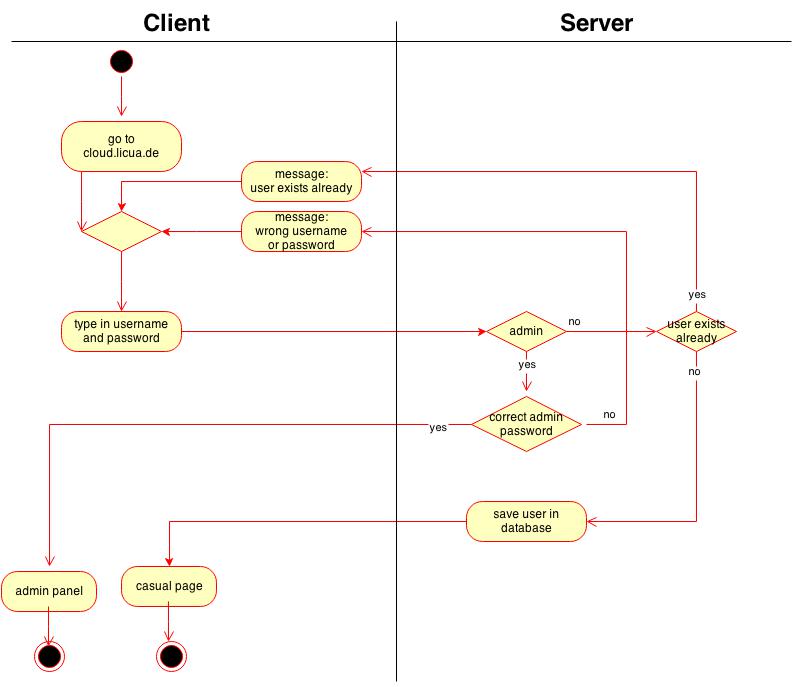 Client
Server
go to
cloud.licua.de
message:
user exists already
message:
wrong username
or password
type in username
and password
admin
no
yes
user exists
already
yes
no
correct admin
password
no
yes
save user in
database
admin panel
casual page